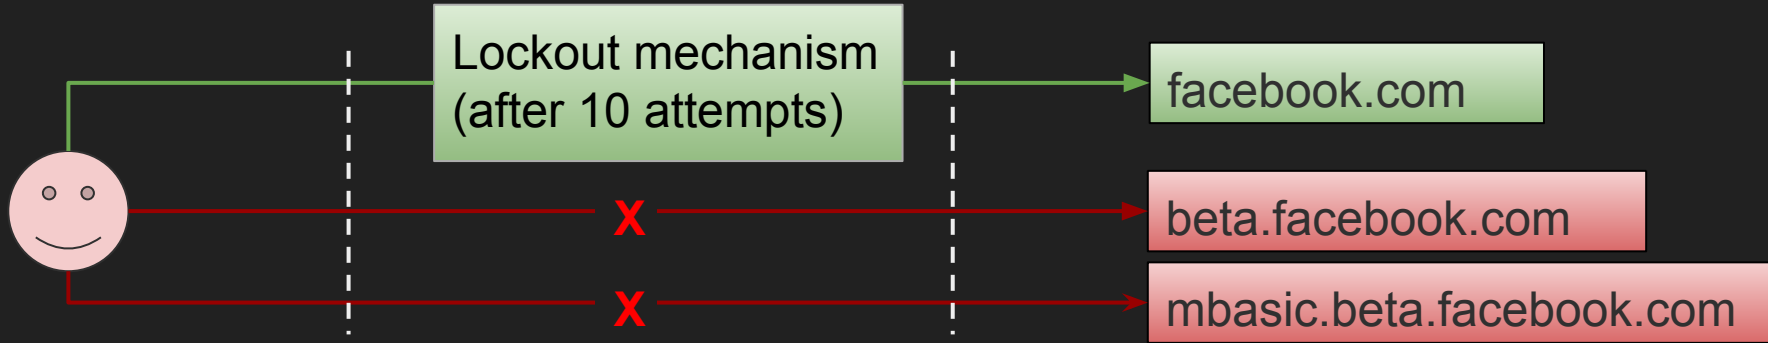 Lockout mechanism
(after 10 attempts)
facebook.com
X
beta.facebook.com
X
mbasic.beta.facebook.com